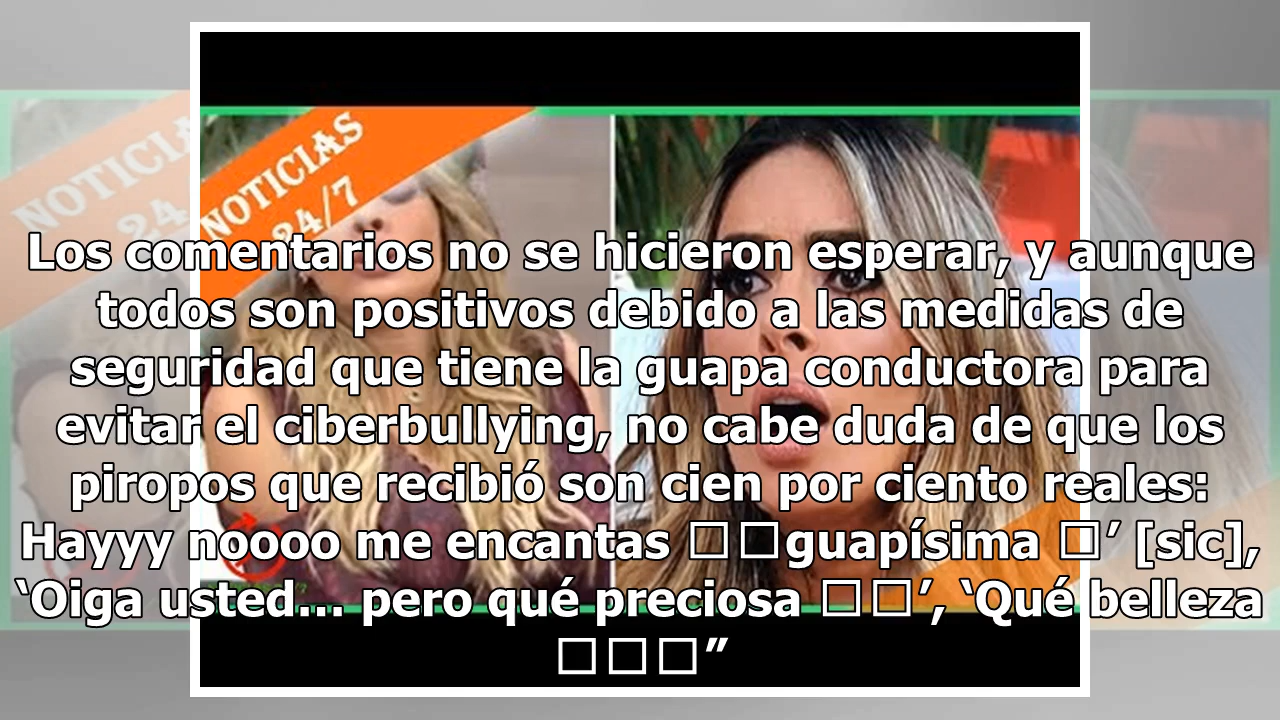 NOTICIAS
24/7
NOTICIAS
24
Los comentarios no se hicieron esperar, y aunque
todos son positivos debido a las medidas de
seguridad que tiene la guapa conductora para
evitar el ciberbullying, no cabe duda de que los
piropos que recibió son cien por ciento reales:
Hayyy noooo me encantas □□guapísima □’ [sic],
‘Oiga usted... pero qué preciosa □□’, ‘Qué belleza
□□□”